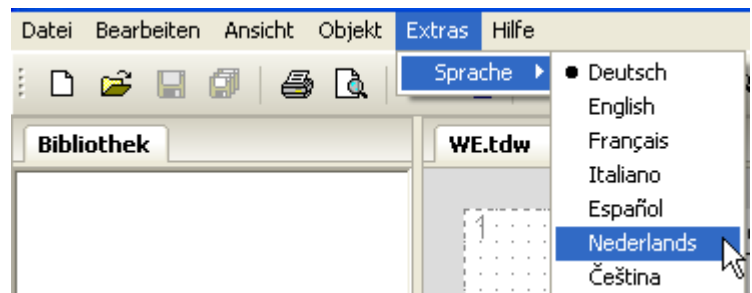 Datei Bearbeiten Ansicht Objekt Extras Hilfe
Sprache
Deutsch
English
Français
Italiano
Español
Nederlands
Čeština
Bibliothek
WE.tdw
1